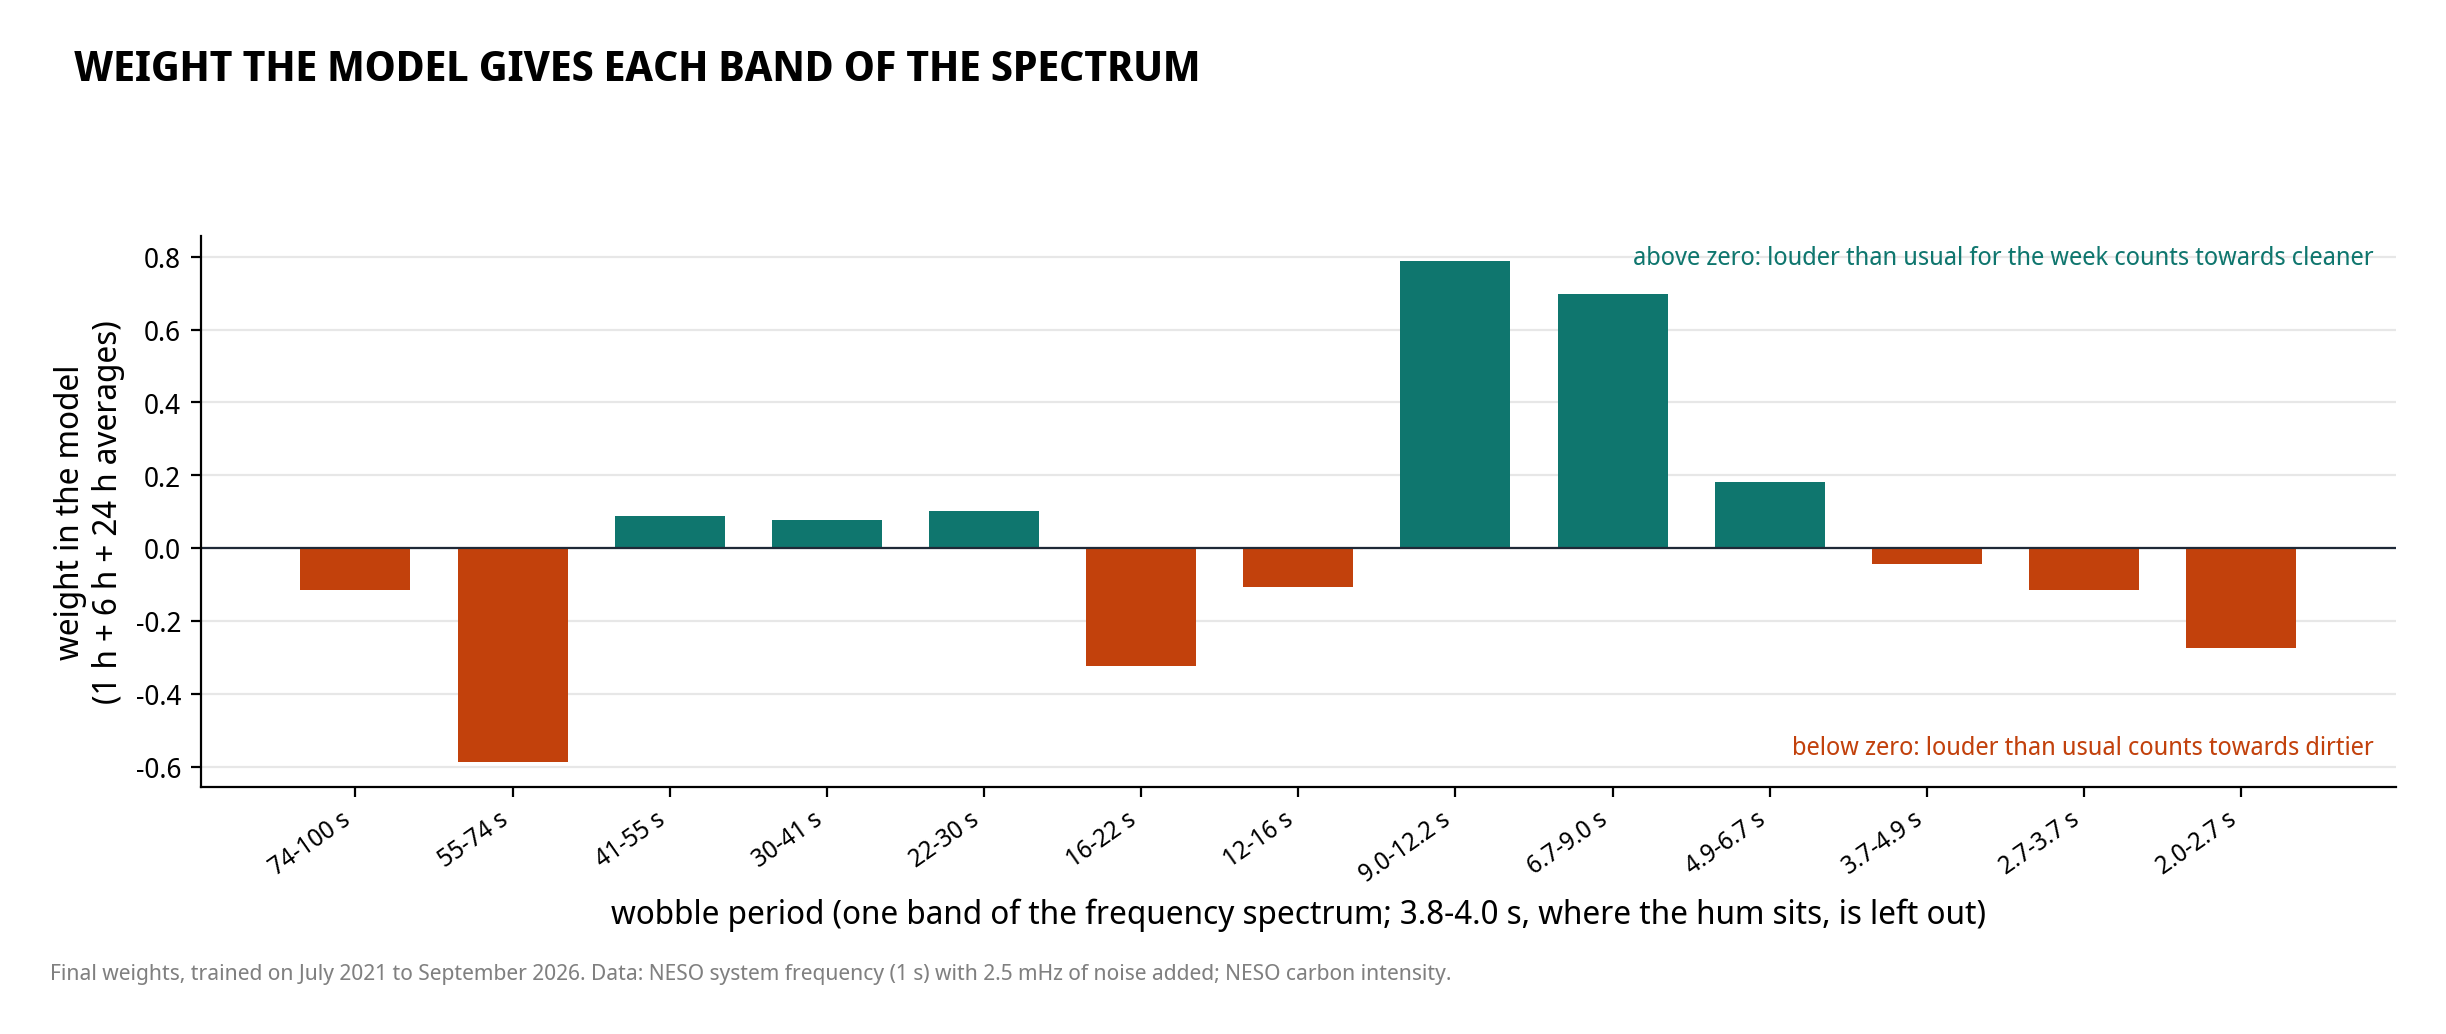 WEIGHT THE MODEL GIVES EACH BAND OF THE SPECTRUM
weight in the model
(1 h + 6 h + 24 h averages)
0.8
0.6
0.4
0.2
0.0
-0.2
-0.4
-0.6
above zero: louder than usual for the week counts towards cleaner
below zero: louder than usual counts towards dirtier
74-100 s
55-74 s
41-55 s
30-41 s
22-30 s
16-22 s
12-16 s
9.0-12.2 s
6.7-9.0 s
4.9-6.7 s
3.7-4.9 s
2.7-3.7 s
2.0-2.7 s
wobble period (one band of the frequency spectrum; 3.8-4.0 s, where the hum sits, is left out)
Final weights, trained on July 2021 to September 2026. Data: NESO system frequency (1 s) with 2.5 mHz of noise added; NESO carbon intensity.